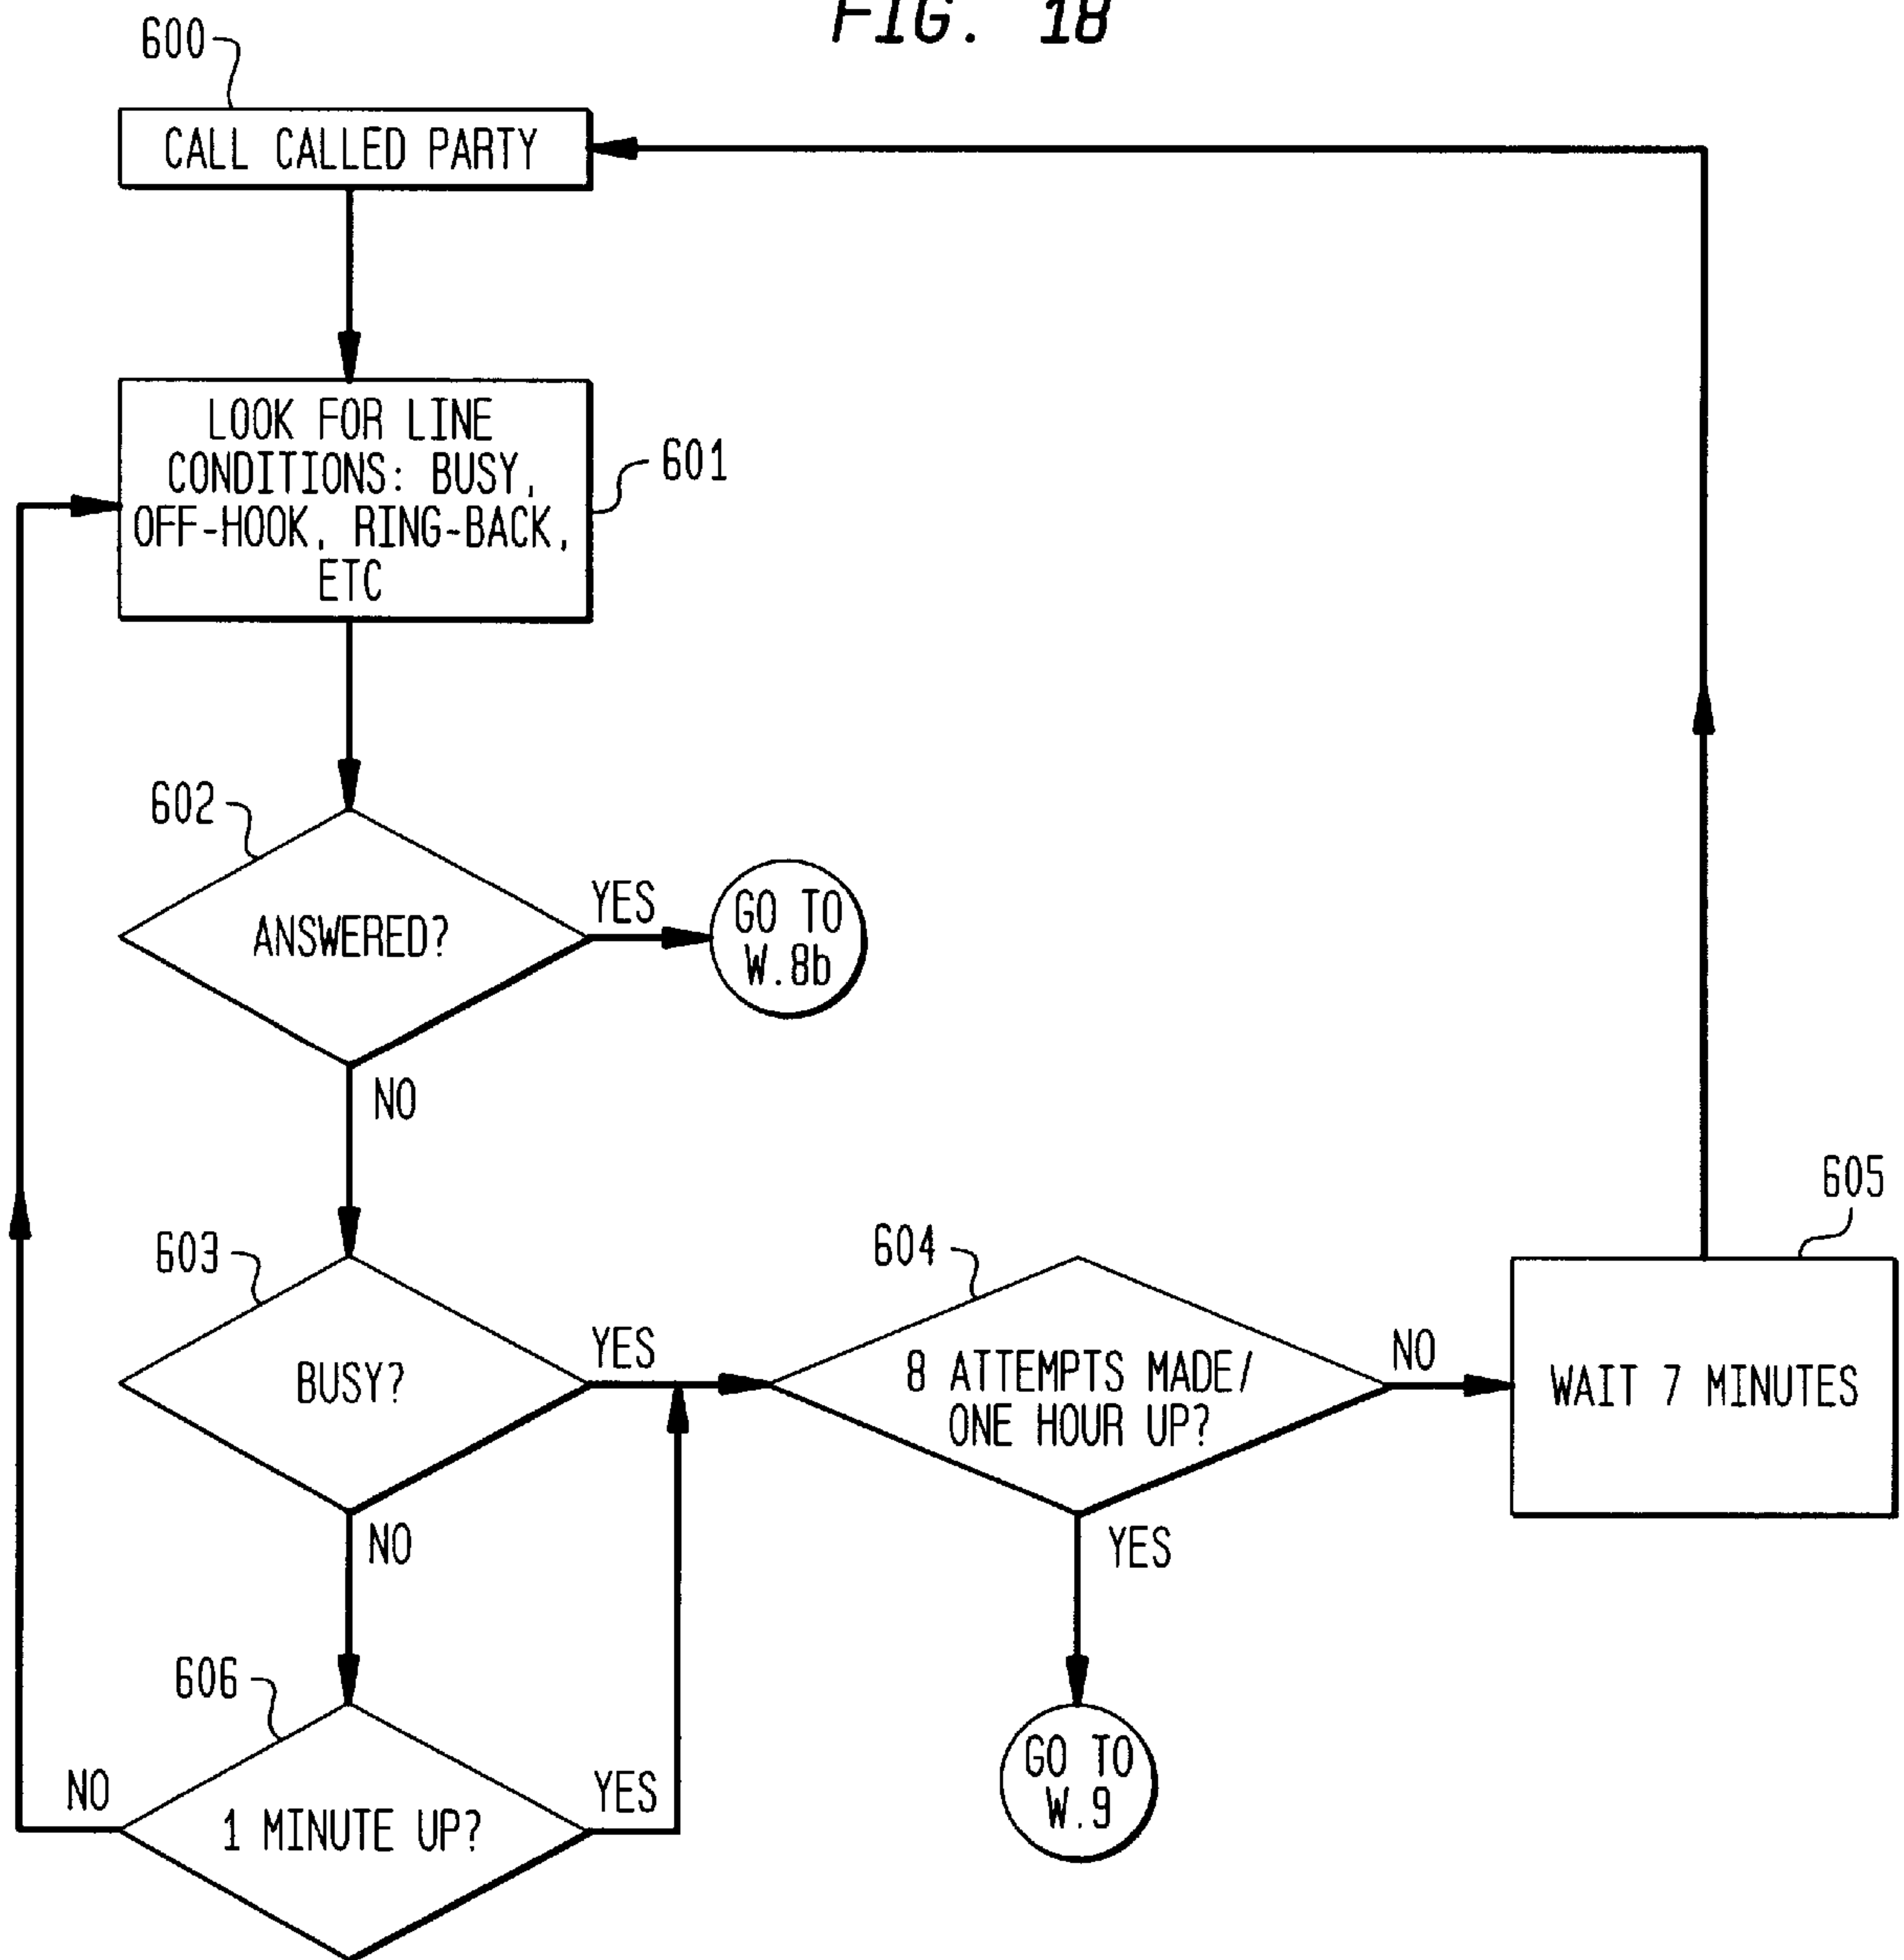 FIG. 18
600
CALL CALLED PARTY
LOOK FOR LINE
CONDITIONS: BUSY,
OFF-HOOK, RING-BACK,
ETC
601
602
ANSWERED?
YES
GO TO
W.8b
NO
603
BUSY?
YES
604
8 ATTEMPTS MADE/
ONE HOUR UP?
NO
605
WAIT 7 MINUTES
NO
YES
606
1 MINUTE UP?
NO
YES
GO TO
W.9